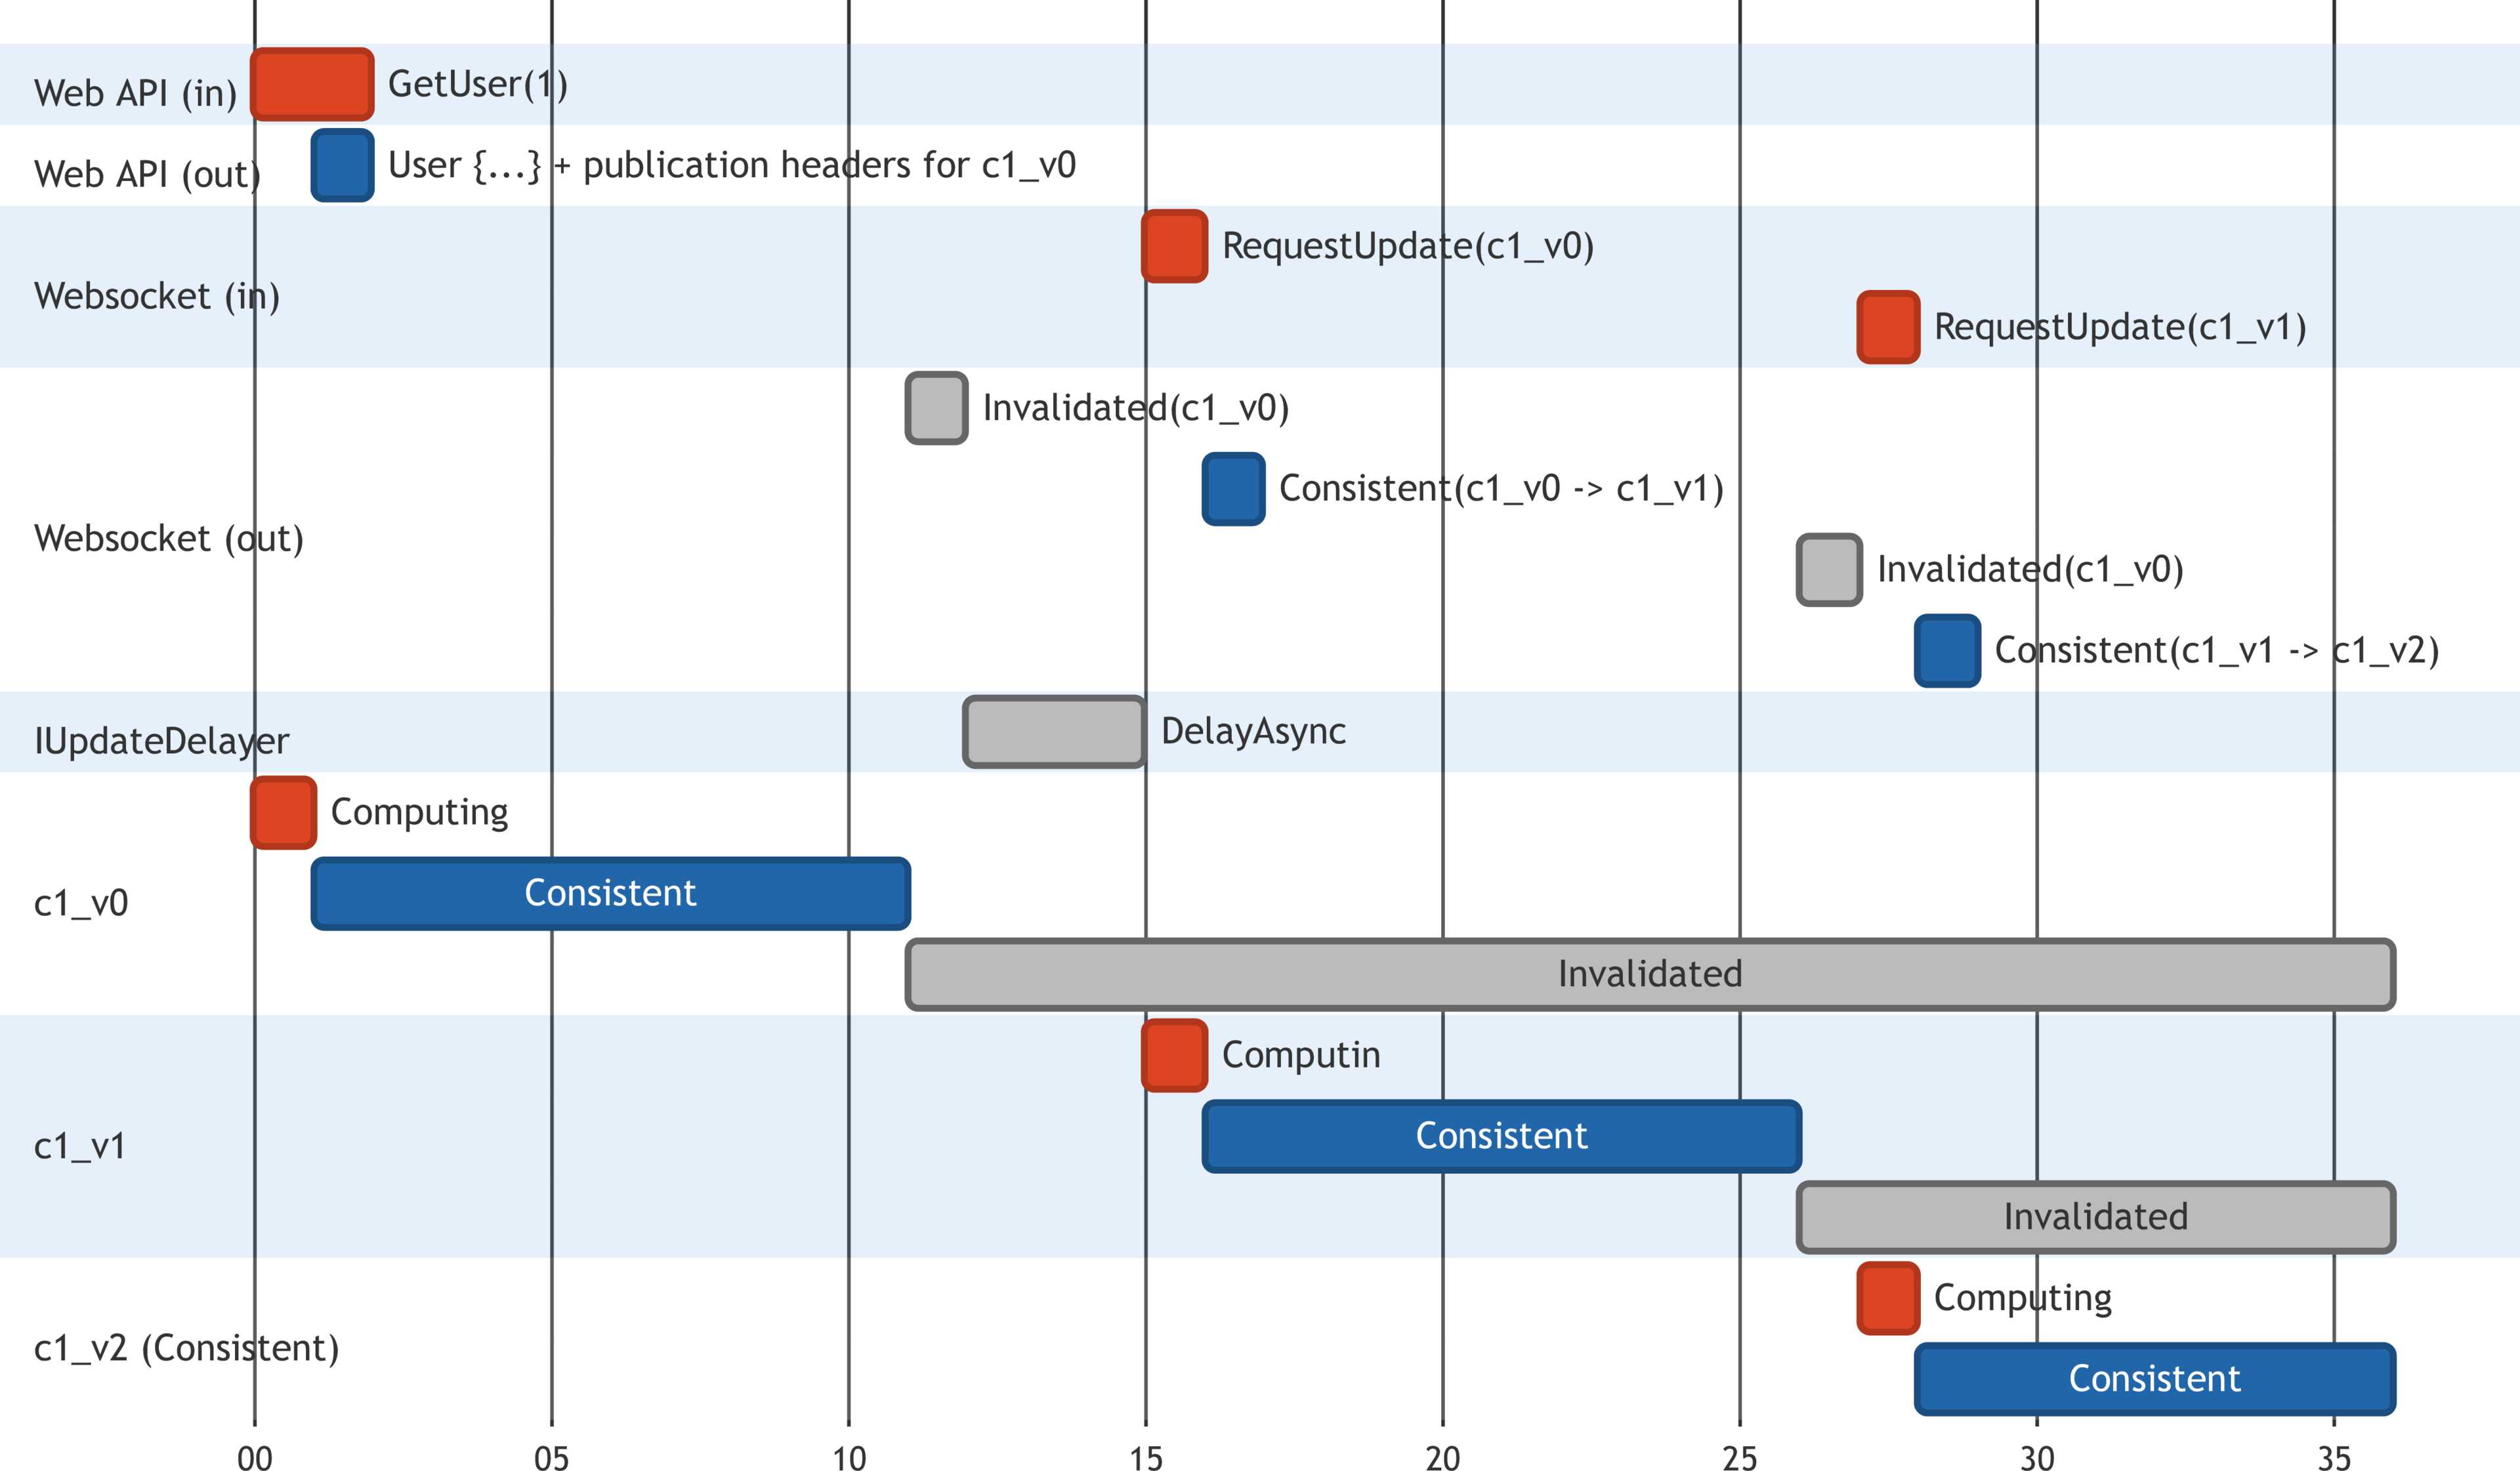 Web API (in)
GetUser(1)
Web API (out)
User {...} + publication headers for c1_v0
Websocket (in)
RequestUpdate(c1_v0)
RequestUpdate(c1_v1)
Websocket (out)
Invalidated(c1_v0)
Consistent(c1_v0 -> c1_v1)
Invalidated(c1_v0)
Consistent(c1_v1 -> c1_v2)
IUpdateDelayer
DelayAsync
c1_v0
Computing
Consistent
Invalidated
c1_v1
Computin
Consistent
Invalidated
c1_v2 (Consistent)
Computing
Consistent
00 05 10 15 20 25 30 35